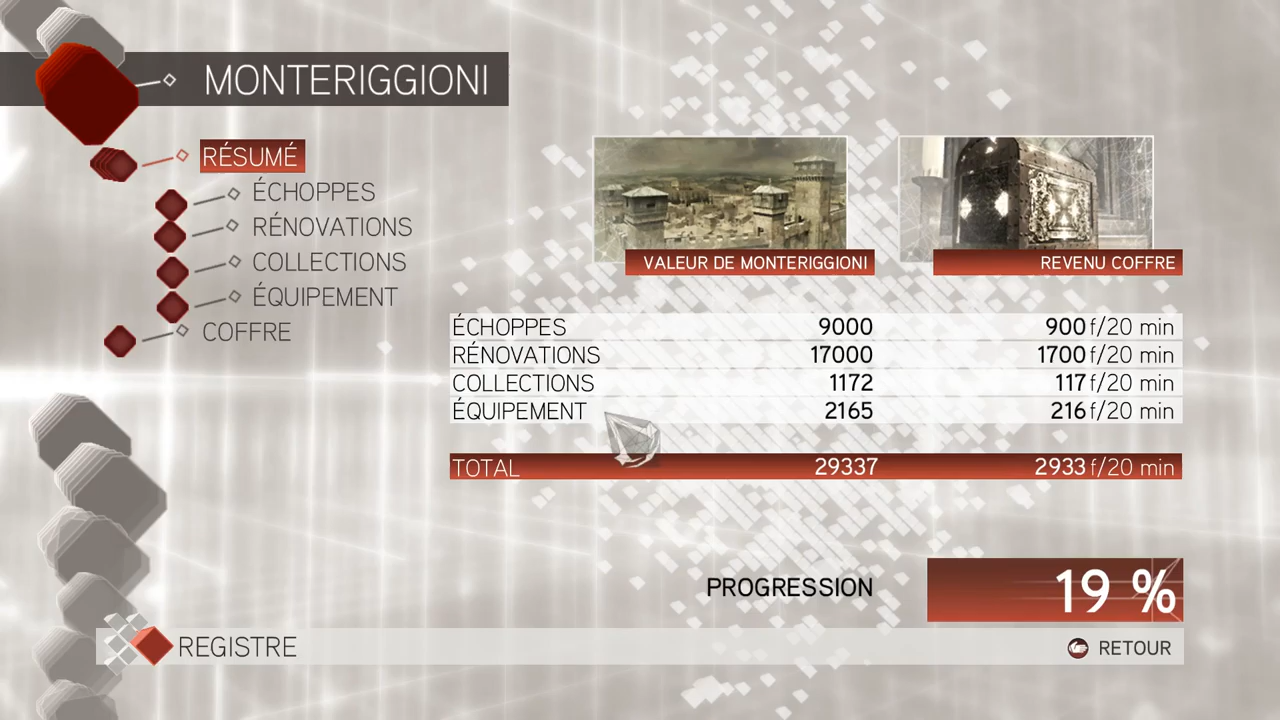 MONTERIGGIONI
RÉSUMÉ
ÉCHOPPES
RÉNOVATIONS
COLLECTIONS
ÉQUIPEMENT
COFFRE
VALEUR DE MONTERIGGIONI
REVENU COFFRE
ÉCHOPPES 9000 900 f/20 min
RÉNOVATIONS 17000 1700 f/20 min
COLLECTIONS 1172 117 f/20 min
ÉQUIPEMENT 2165 216 f/20 min
TOTAL 29337 2933 f/20 min
PROGRESSION 19 %
REGISTRE
RETOUR